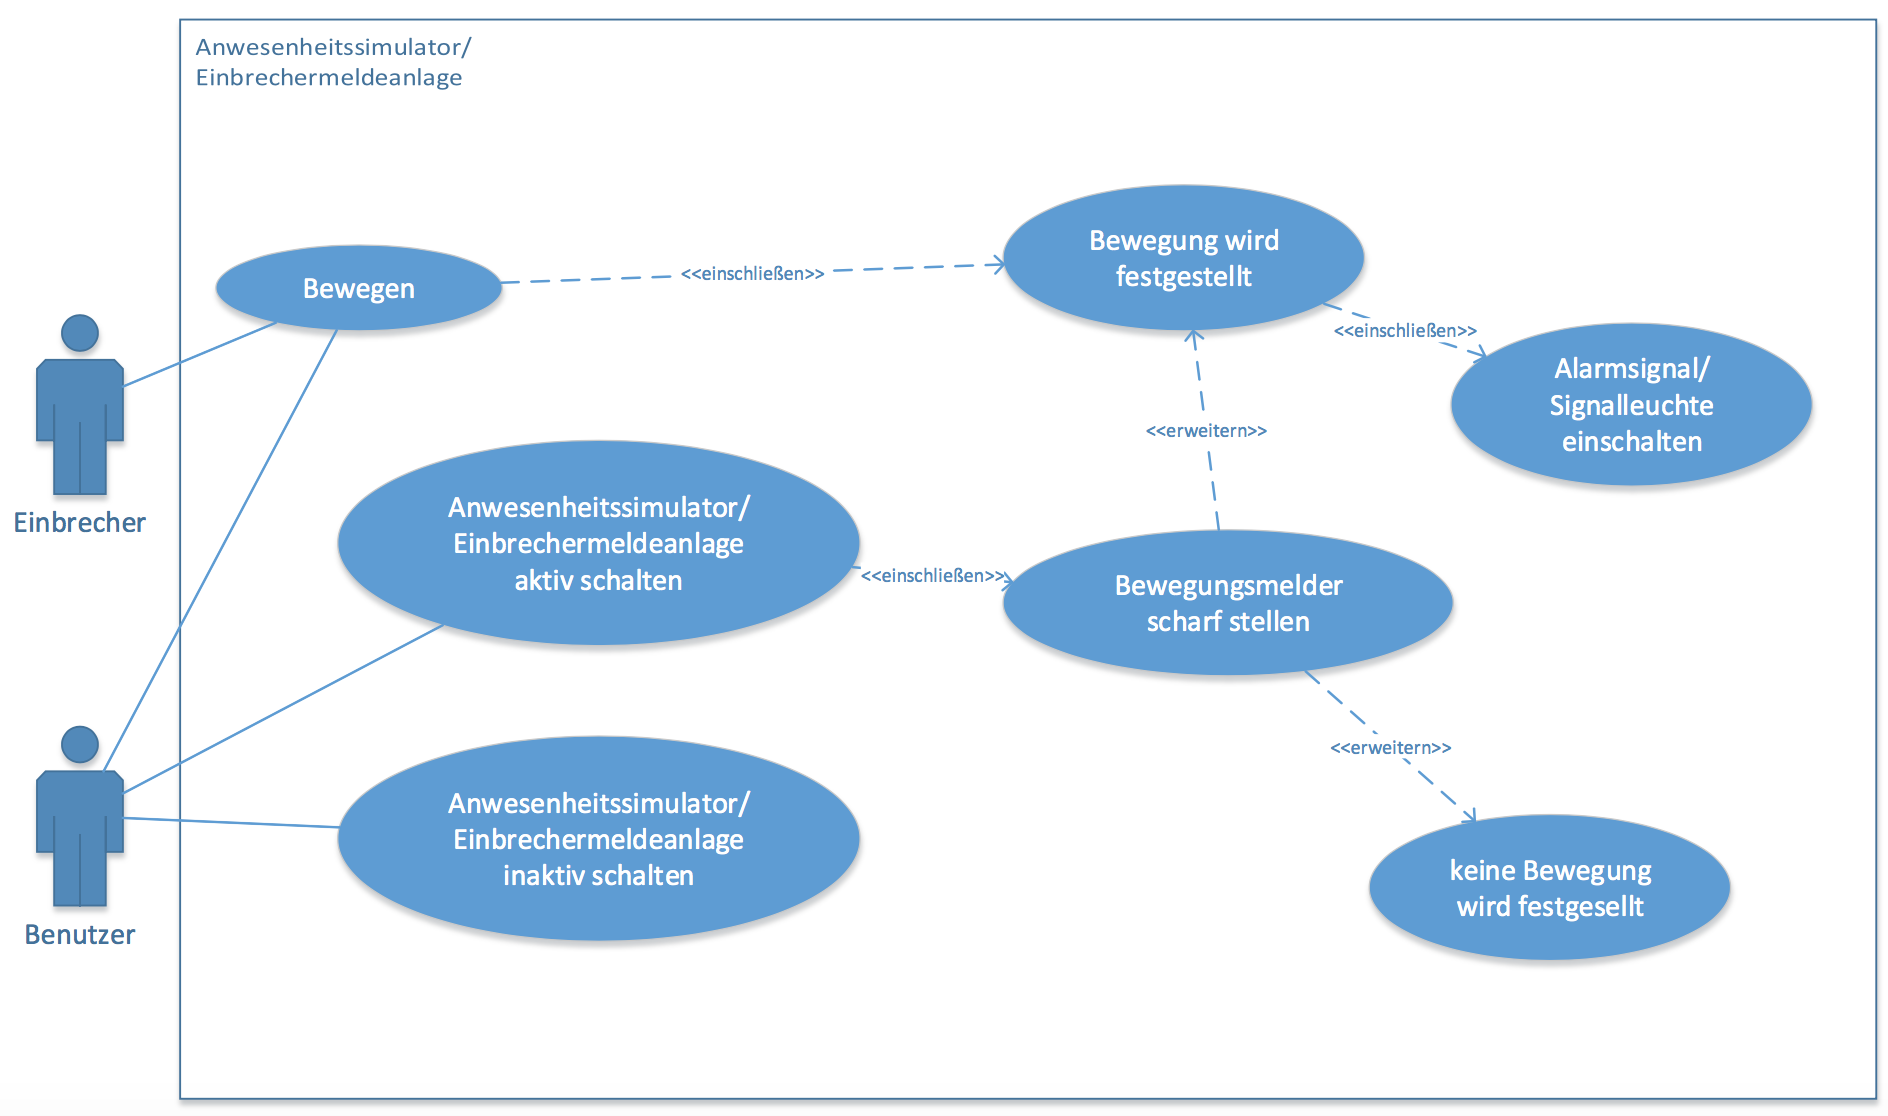 Anwesenheitssimulator/
Einbrechermeldeanlage
Bewegen
<<einschließen>>
Bewegung wird
festgestellt
<<einschließen>>
Alarmsignal/
Signalleuchte
einschalten
Einbrecher
<<erweitern>>
Anwesenheitssimulator/
Einbrechermeldeanlage
aktiv schalten
<<einschließen>>
Bewegungsmelder
scharf stellen
<<erweitern>>
Benutzer
Anwesenheitssimulator/
Einbrechermeldeanlage
inaktiv schalten
keine Bewegung
wird festgesellt